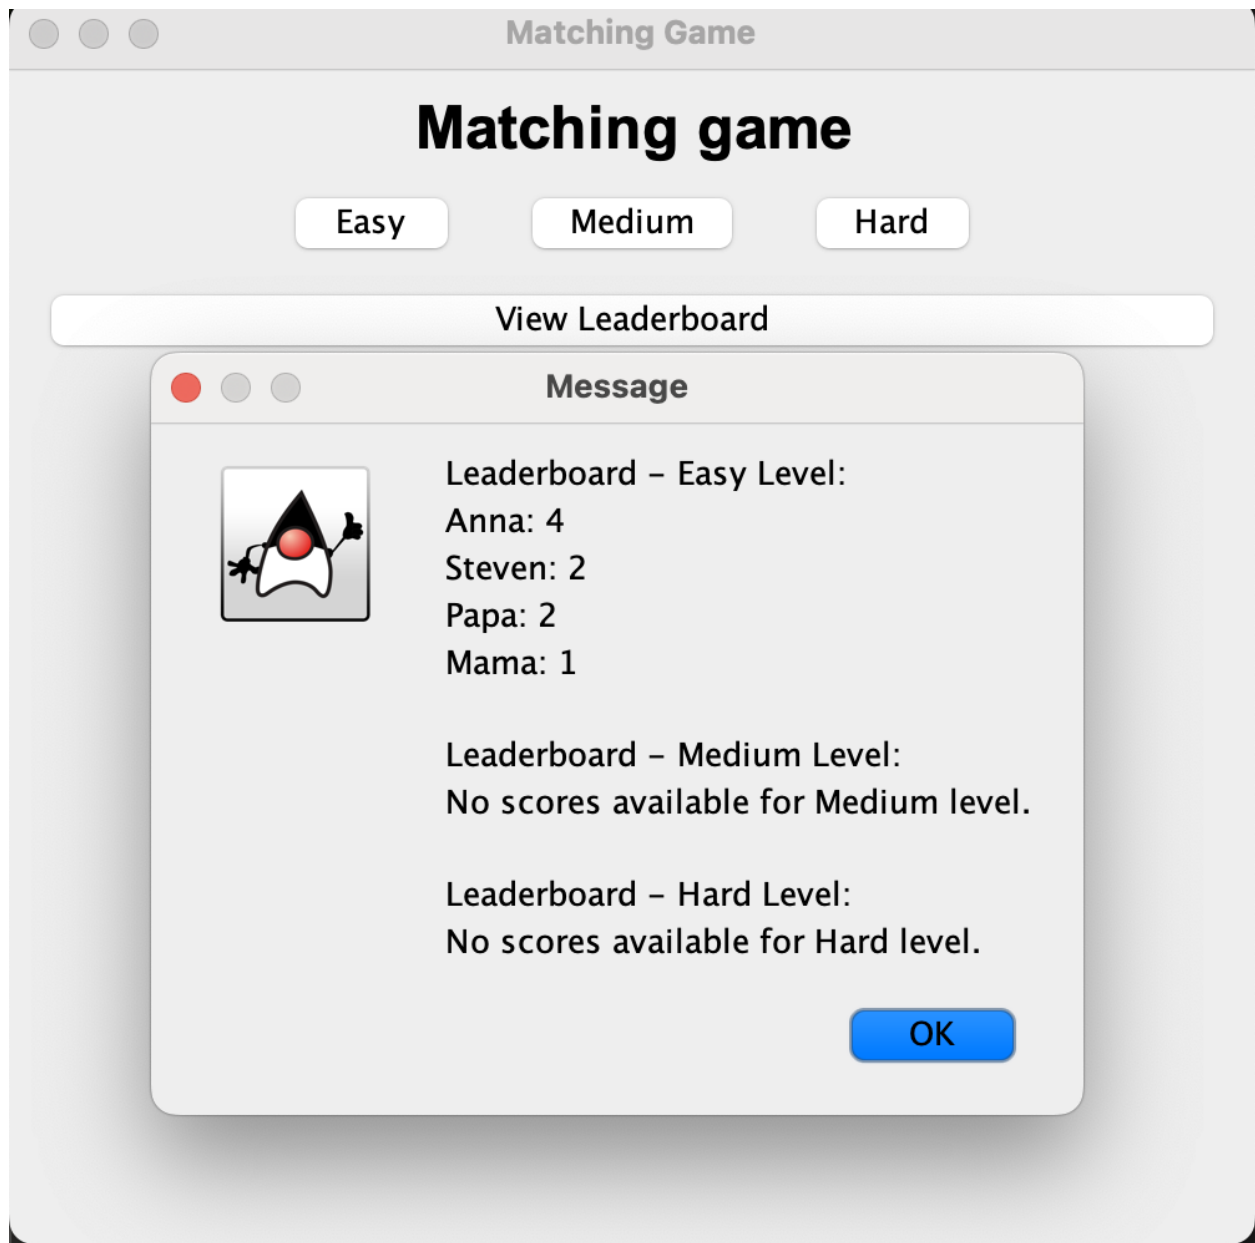 Matching Game
Matching game
Easy Medium Hard
View Leaderboard
Message
Leaderboard – Easy Level:
Anna: 4
Steven: 2
Papa: 2
Mama: 1
Leaderboard – Medium Level:
No scores available for Medium level.
Leaderboard – Hard Level:
No scores available for Hard level.
OK